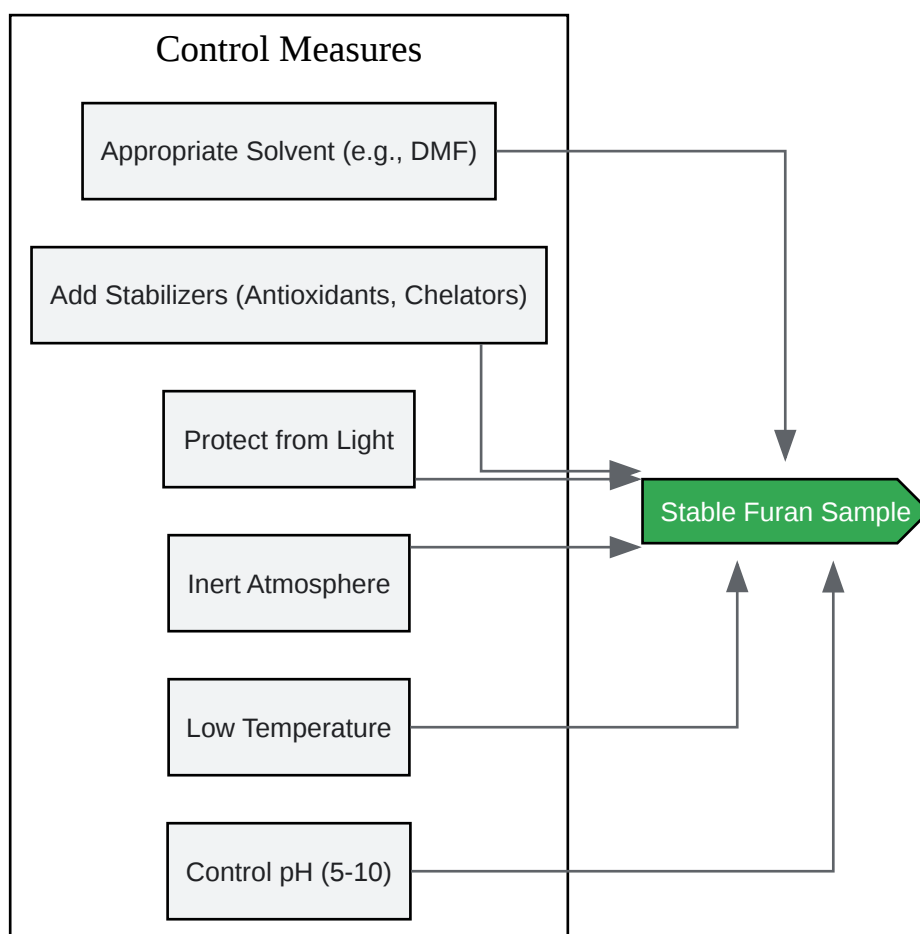 Control Measures
Appropriate Solvent (e.g., DMF)
Add Stabilizers (Antioxidants, Chelators)
Protect from Light
Stable Furan Sample
Inert Atmosphere
Low Temperature
Control pH (5-10)